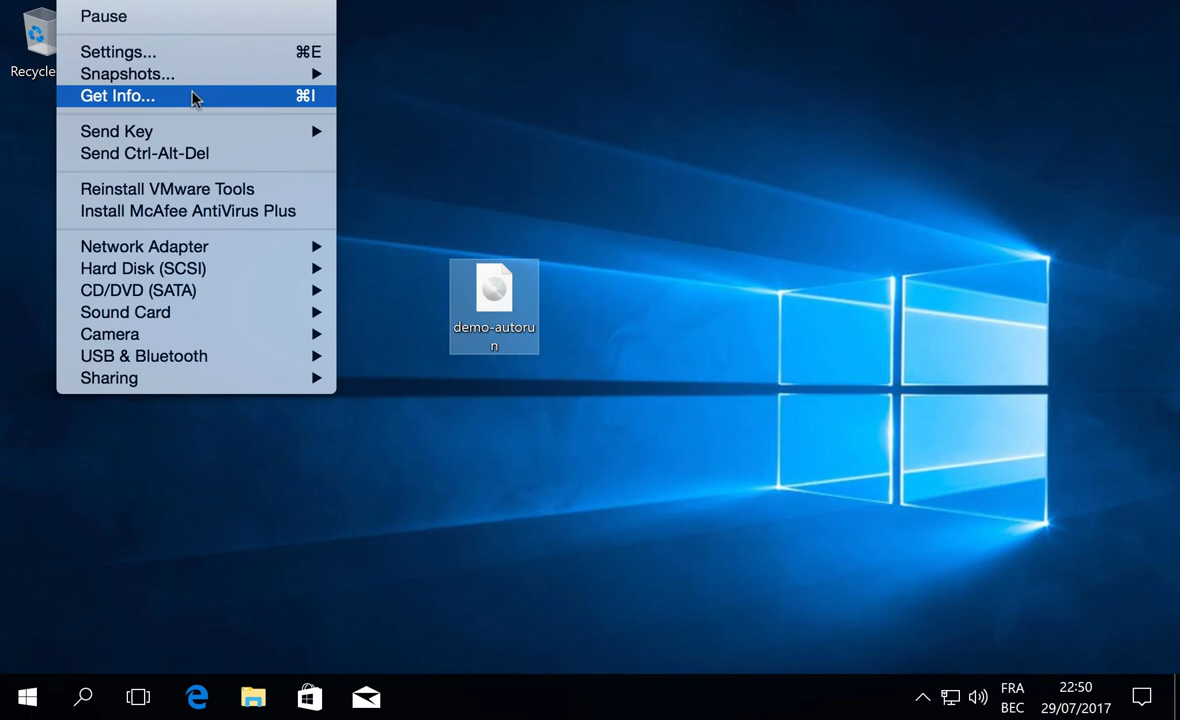 Pause
Settings... ⌘E
Snapshots...
Get Info... ⌘I
Send Key
Send Ctrl-Alt-Del
Reinstall VMware Tools
Install McAfee AntiVirus Plus
Network Adapter
Hard Disk (SCSI)
CD/DVD (SATA)
Sound Card
Camera
USB & Bluetooth
Sharing
Recycle
demo-autoru
n
FRA
BEC
22:50
29/07/2017